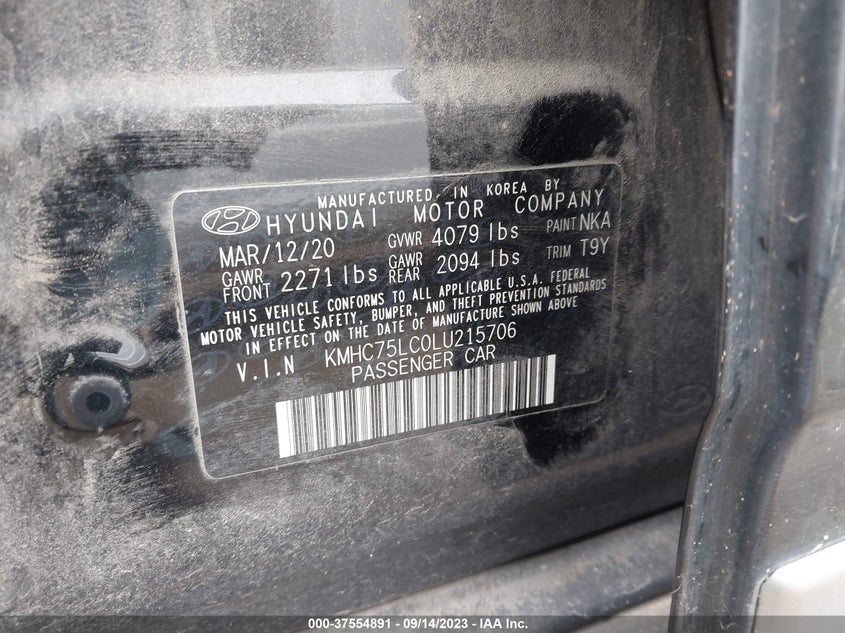 MANUFACTURED IN KOREA BY
HYUNDAI MOTOR COMPANY
MAR/12/20 GVWR 4079 lbs PAINT NKA
GAWR FRONT 2271 lbs GAWR REAR 2094 lbs TRIM T9Y
THIS VEHICLE CONFORMS TO ALL APPLICABLE U.S.A. FEDERAL
MOTOR VEHICLE SAFETY, BUMPER, AND THEFT PREVENTION STANDARDS
IN EFFECT ON THE DATE OF MANUFACTURE SHOWN ABOVE
V.I.N KMHC75LC0LU215706
PASSENGER CAR
000-37554891 - 09/14/2023 - IAA Inc.